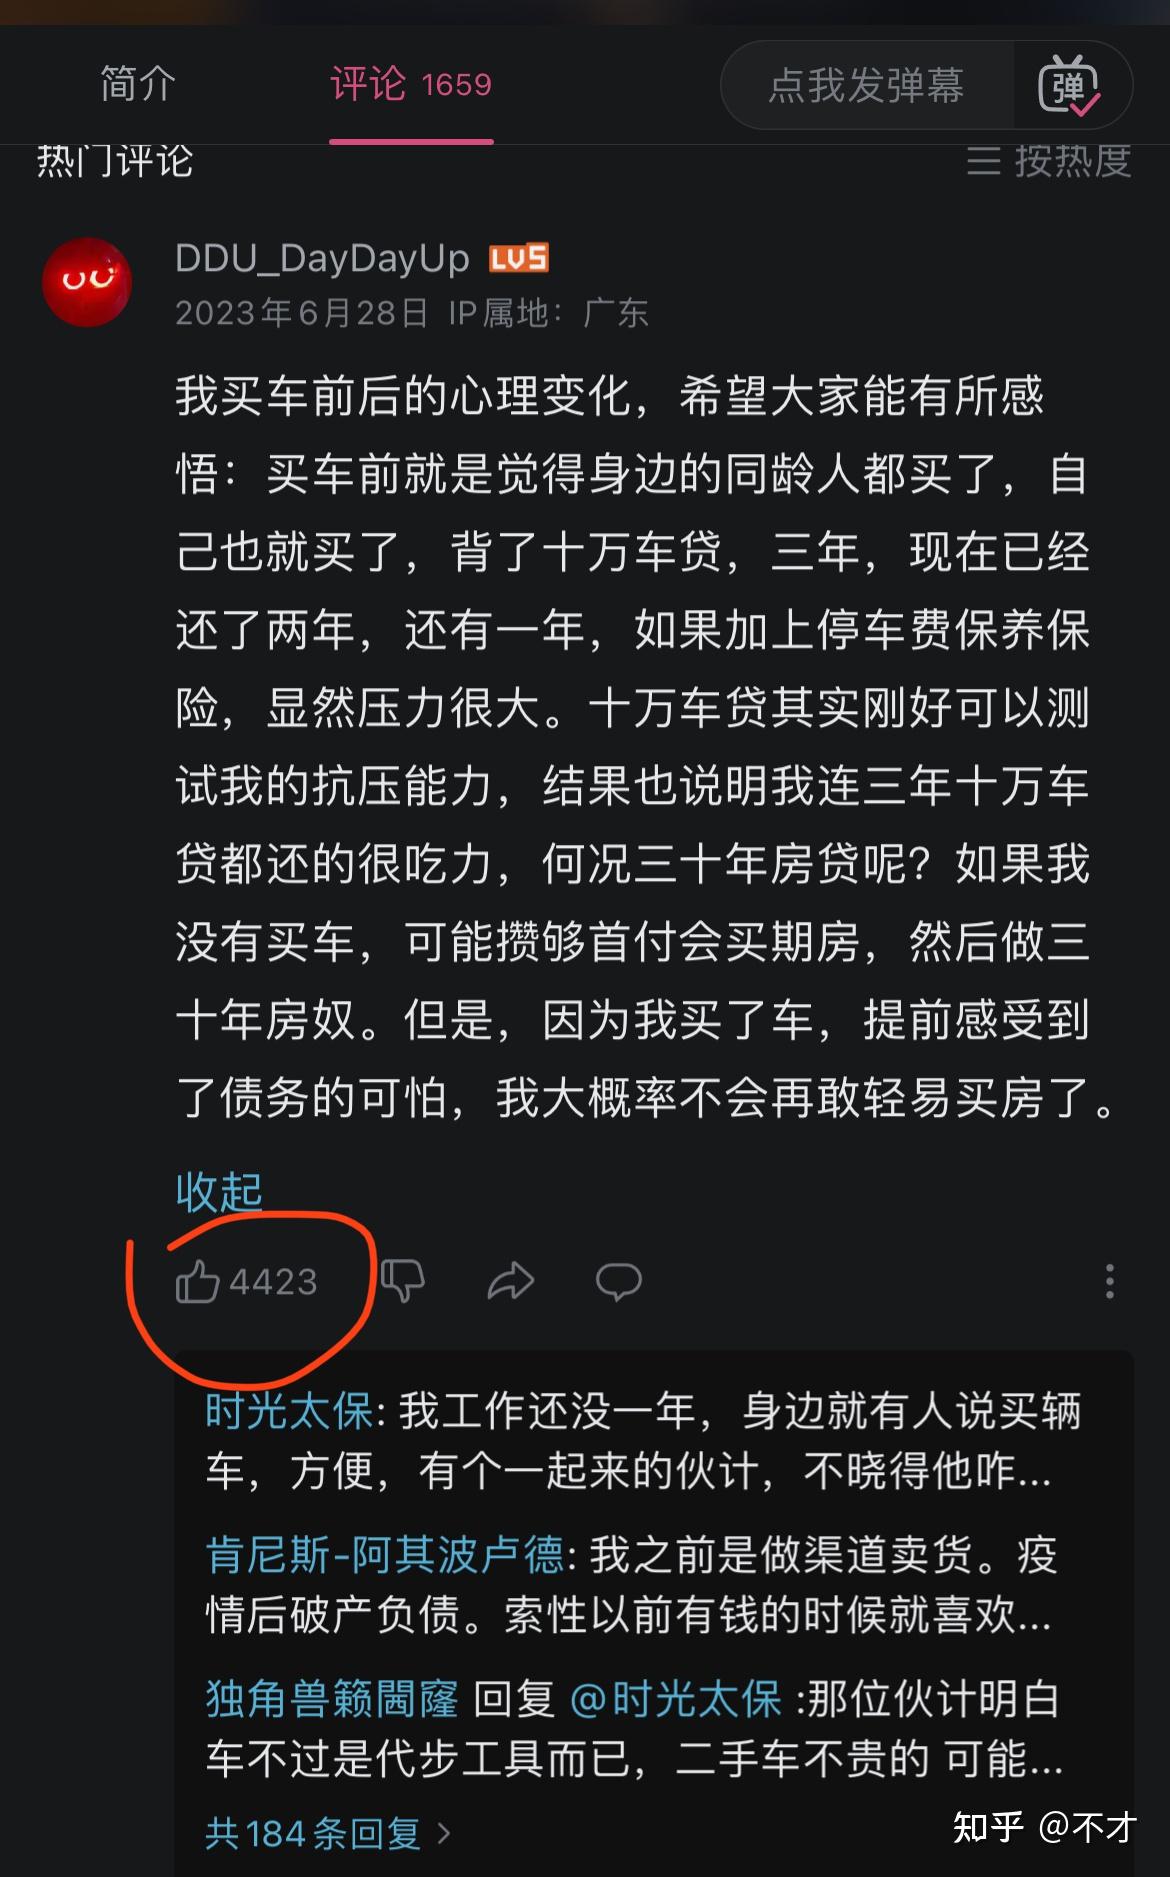 简介
评论 1659
点我发弹幕
弹
热门评论
按热度
DDU_DayDayUp LV5
2023年6月28日 IP属地：广东
我买车前后的心理变化，希望大家能有所感
悟：买车前就是觉得身边的同龄人都买了，自
己也就买了，背了十万车贷，三年，现在已经
还了两年，还有一年，如果加上停车费保养保
险，显然压力很大。十万车贷其实刚好可以测
试我的抗压能力，结果也说明我连三年十万车
贷都还的很吃力，何况三十年房贷呢？如果我
没有买车，可能攒够首付会买期房，然后做三
十年房奴。但是，因为我买了车，提前感受到
了债务的可怕，我大概率不会再敢轻易买房了。
收起
4423
时光太保: 我工作还没一年，身边就有人说买辆
车，方便，有个一起来的伙计，不晓得他咋...
肯尼斯-阿其波卢德: 我之前是做渠道卖货。疫
情后破产负债。索性以前有钱的时候就喜欢...
独角兽籁閪窿 回复 @时光太保 :那位伙计明白
车不过是代步工具而已，二手车不贵的 可能...
共184条回复 >
知乎 @不才